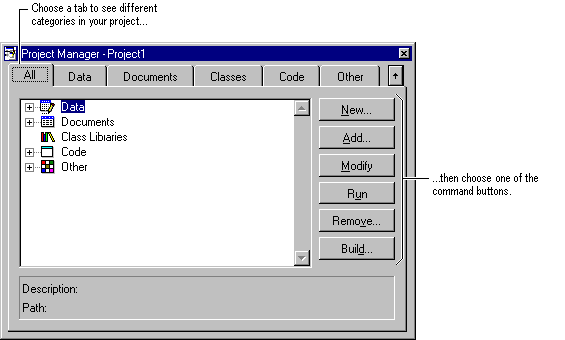 Choose a tab to see different
categories in your project...
Project Manager - Project1
All Data Documents Classes Code Other
Data
Documents
Class Libraries
Code
Other
New...
Add...
Modify
Run
Remove...
Build...
...then choose one of the
command buttons.
Description:
Path: